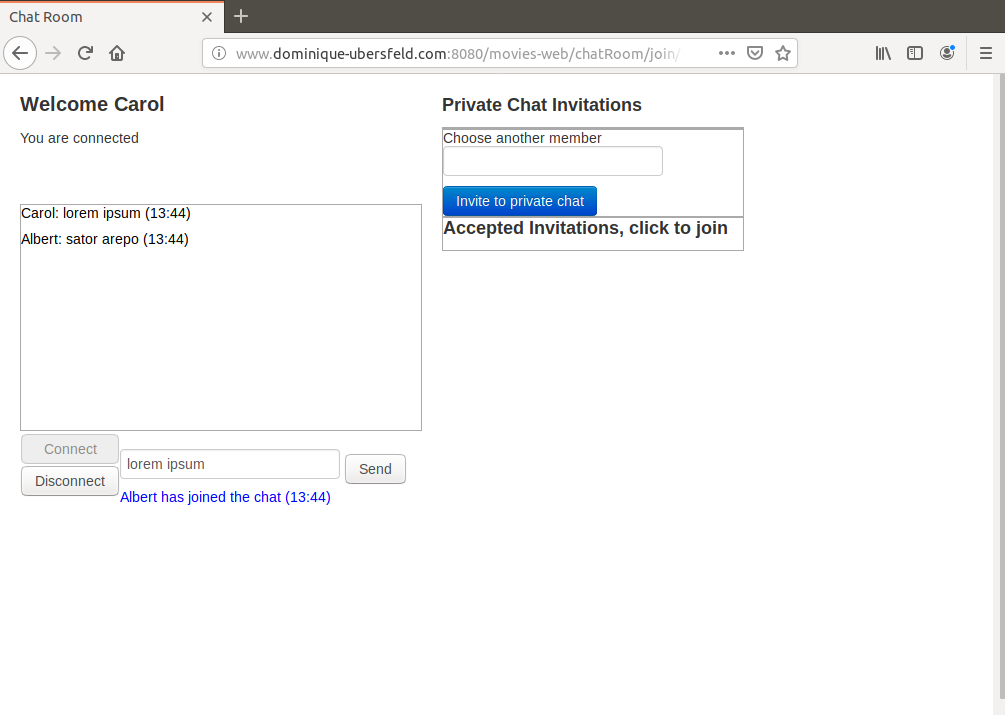 Chat Room
www.dominique-ubersfeld.com:8080/movies-web/chatRoom/join/
Welcome Carol
You are connected
Carol: lorem ipsum (13:44)
Albert: sator arepo (13:44)
Connect
Disconnect
lorem ipsum
Send
Albert has joined the chat (13:44)
Private Chat Invitations
Choose another member
Invite to private chat
Accepted Invitations, click to join